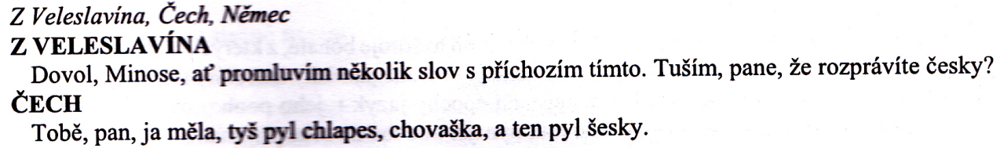 Z Veleslavína, Čech, Němec
Z VELESLAVÍNA
Dovol, Minose, ať promluvím několik slov s příchozím tímto. Tuším, pane, že rozprávíte česky?
ČECH
Tobě, pan, ja měla, tyš pyl chlapes, chovaška, a ten pyl šesky.